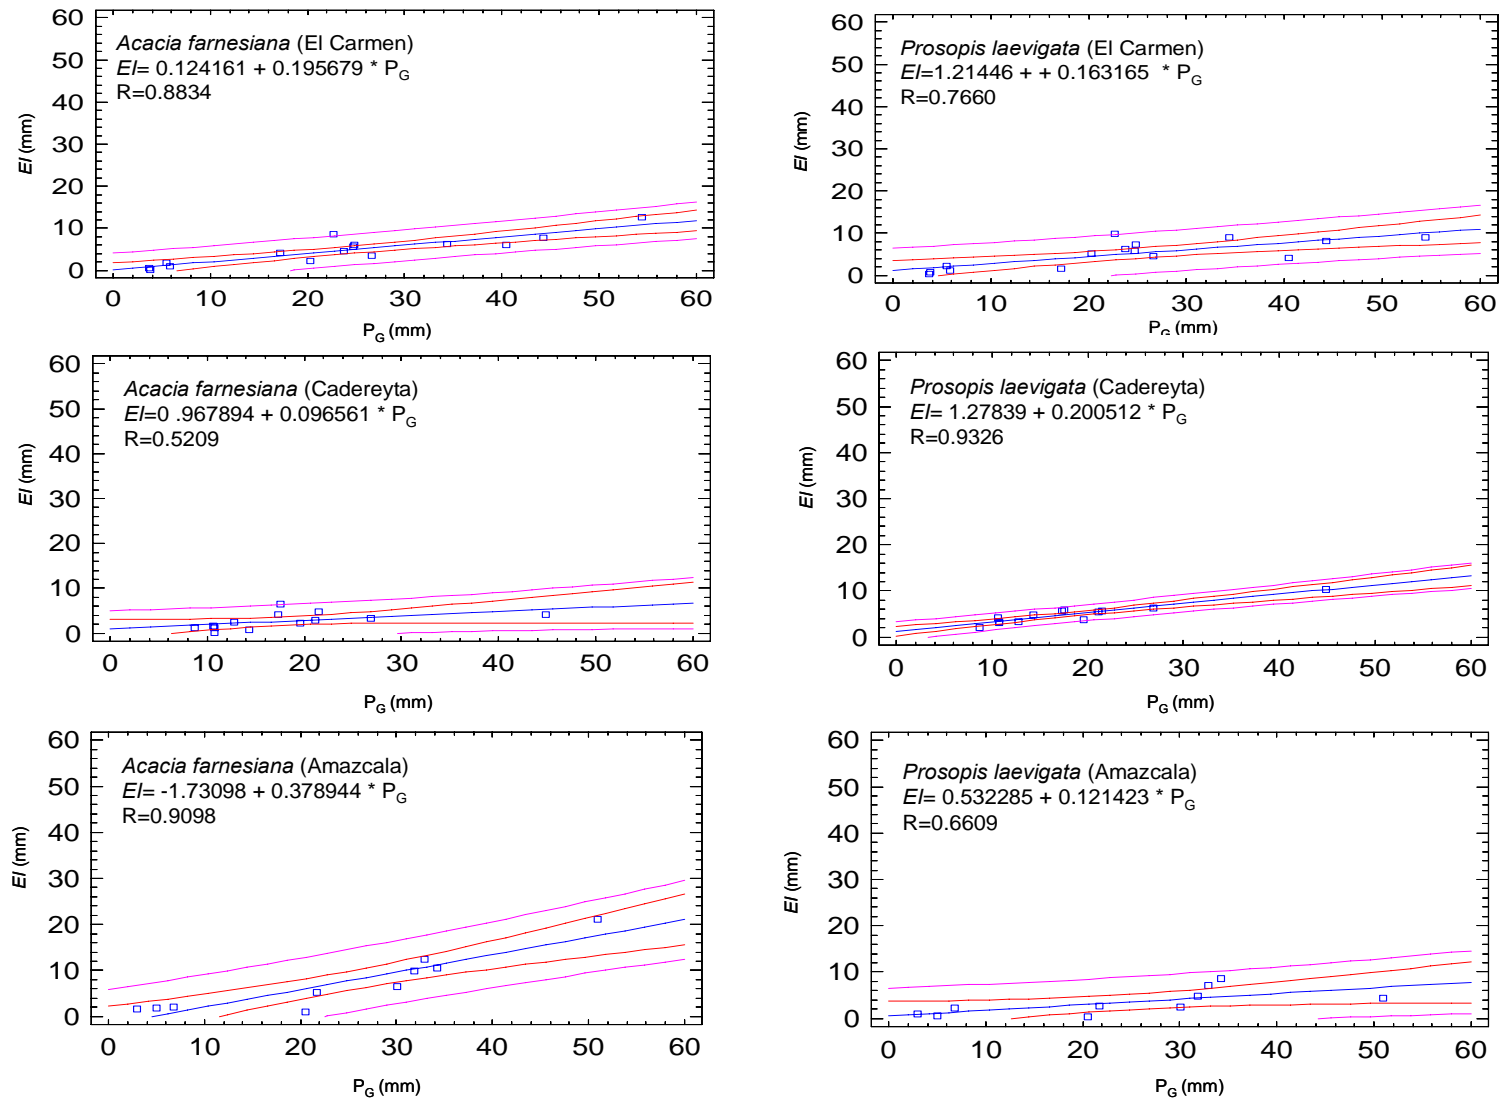 60
50
40
30
20
10
0
EI (mm)
Acacia farnesiana (El Carmen)
EI= 0.124161 + 0.195679 * PG
R=0.8834
0 10 20 30 40 50 60
PG (mm)
60
50
40
30
20
10
0
EI (mm)
Prosopis laevigata (El Carmen)
EI=1.21446 + + 0.163165 * PG
R=0.7660
0 10 20 30 40 50 60
PG (mm)
60
50
40
30
20
10
0
EI (mm)
Acacia farnesiana (Cadereyta)
EI=0 .967894 + 0.096561 * PG
R=0.5209
0 10 20 30 40 50 60
PG (mm)
60
50
40
30
20
10
0
EI (mm)
Prosopis laevigata (Cadereyta)
EI= 1.27839 + 0.200512 * PG
R=0.9326
0 10 20 30 40 50 60
PG (mm)
60
50
40
30
20
10
0
EI (mm)
Acacia farnesiana (Amazcala)
EI= -1.73098 + 0.378944 * PG
R=0.9098
0 10 20 30 40 50 60
PG (mm)
60
50
40
30
20
10
0
EI (mm)
Prosopis laevigata (Amazcala)
EI= 0.532285 + 0.121423 * PG
R=0.6609
0 10 20 30 40 50 60
PG (mm)